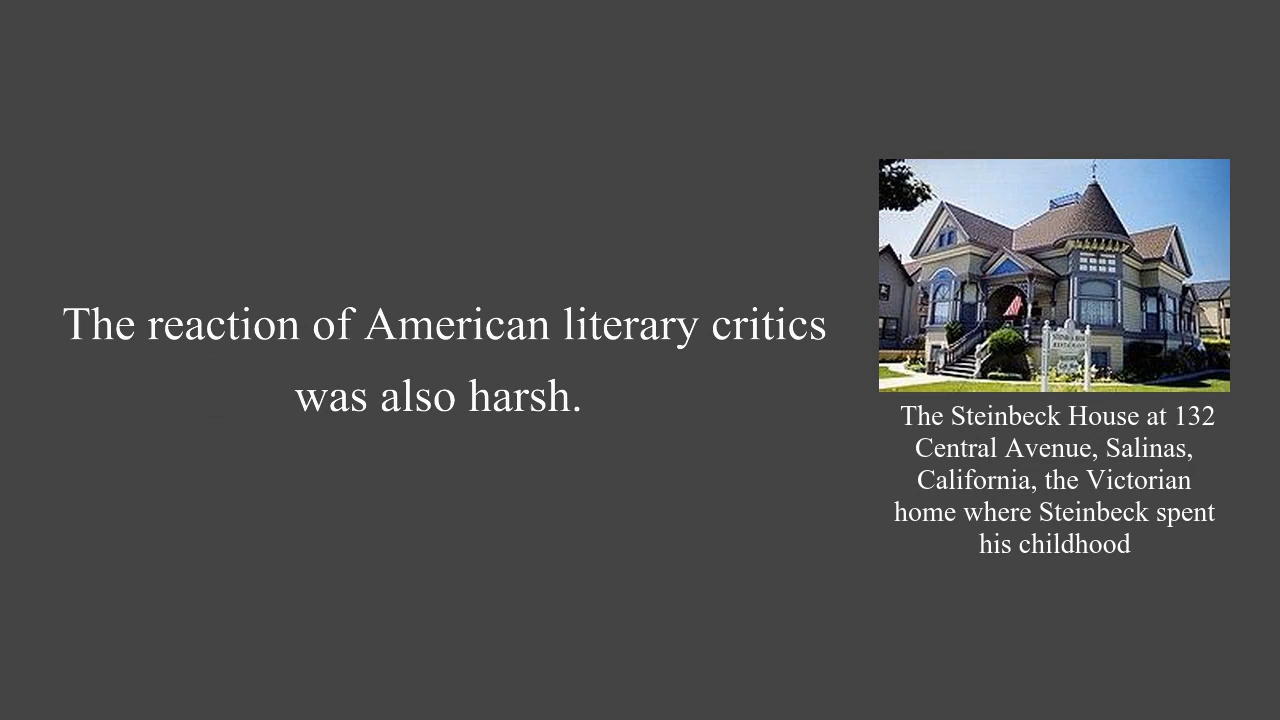 The reaction of American literary critics
was also harsh.
The Steinbeck House at 132
Central Avenue, Salinas,
California, the Victorian
home where Steinbeck spent
his childhood